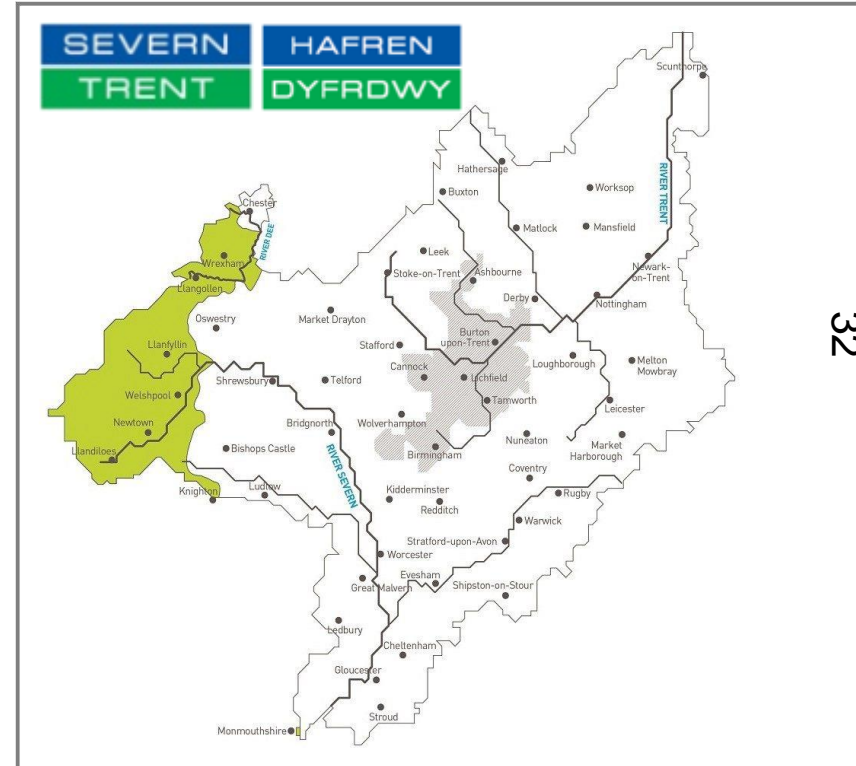 SEVERN
TRENT
HAFREN
DYFRDWY
Scunthorpe
Hathersage
Buxton
Worksop
RIVER TRENT
Chester
RIVER DEE
Matlock
Mansfield
Leek
Wrexham
Stoke-on-Trent
Ashbourne
Newark-
on-Trent
Llangollen
Derby
Nottingham
Oswestry
Market Drayton
32
Burton
upon-Trent
Stafford
Llanfyllin
Loughborough
Melton
Mowbray
Cannock
Lichfield
Shrewsbury
Telford
Welshpool
Tamworth
Leicester
Newtown
Bridgnorth
Wolverhampton
Nuneaton
Market
Harborough
Llandiloes
Bishops Castle
Birmingham
RIVER SEVERN
Coventry
Knighton
Ludlow
Kidderminster
Redditch
Rugby
Warwick
Stratford-upon-Avon
Worcester
Evesham
Great Malvern
Shipston-on-Stour
Ledbury
Cheltenham
Gloucester
Stroud
Monmouthshire